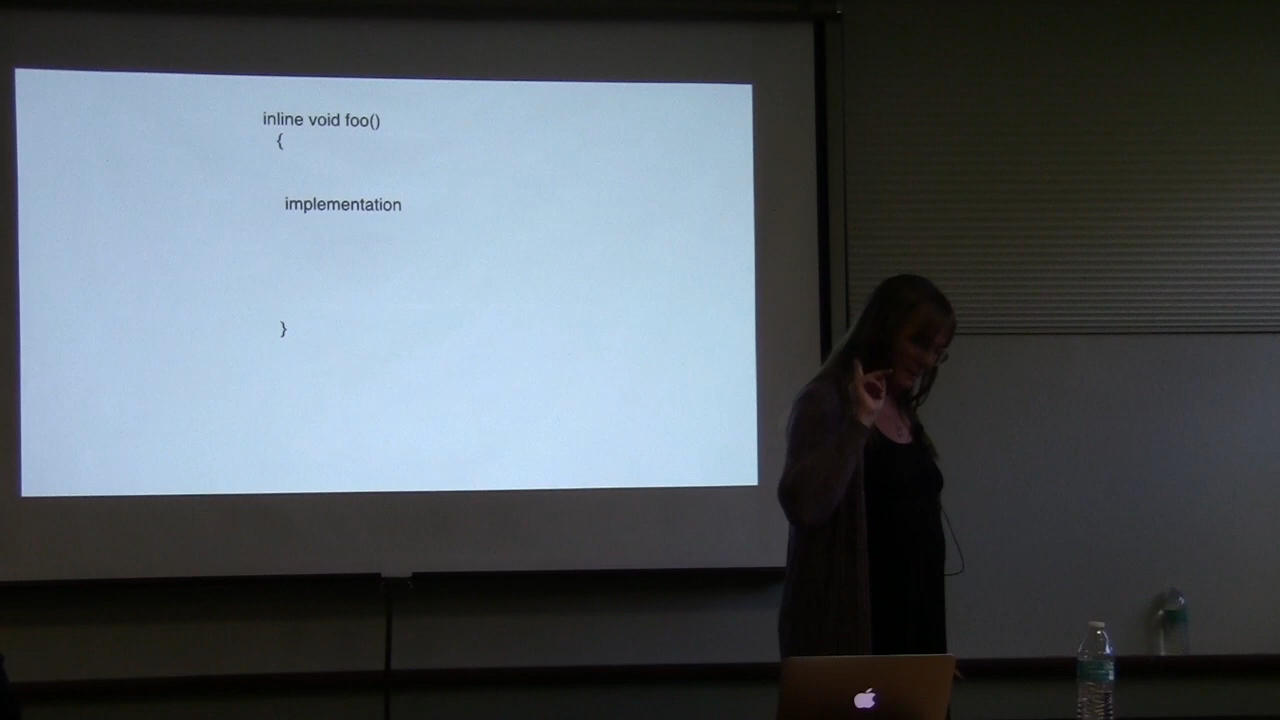 inline void foo()
{
implementation
}